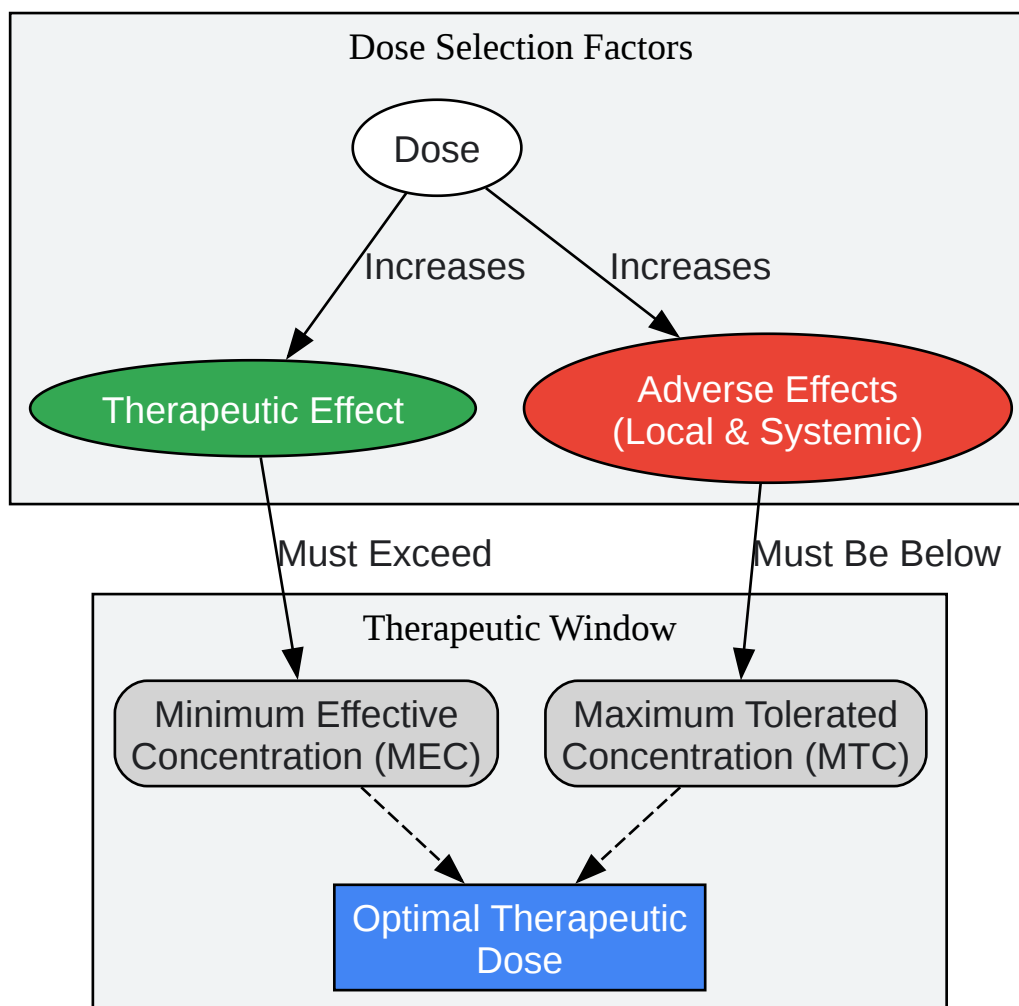 Dose Selection Factors
Dose
Increases
Increases
Therapeutic Effect
Adverse Effects
(Local & Systemic)
Must Exceed
Must Be Below
Therapeutic Window
Minimum Effective
Concentration (MEC)
Maximum Tolerated
Concentration (MTC)
Optimal Therapeutic
Dose